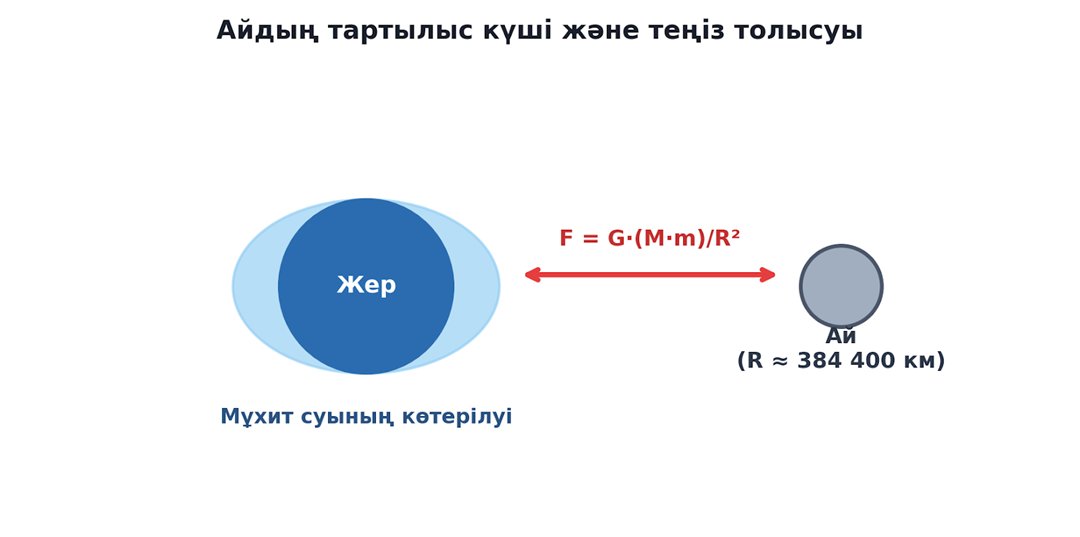 Айдың тартылыс күші және теңіз толысуы
F = G·(M·m)/R²
Жер
Ай
(R ≈ 384 400 км)
Мұхит суының көтерілуі